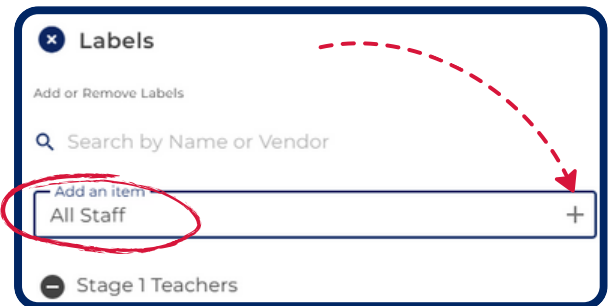 Labels
Add or Remove Labels
Search by Name or Vendor
Add an item
All Staff
Stage 1 Teachers